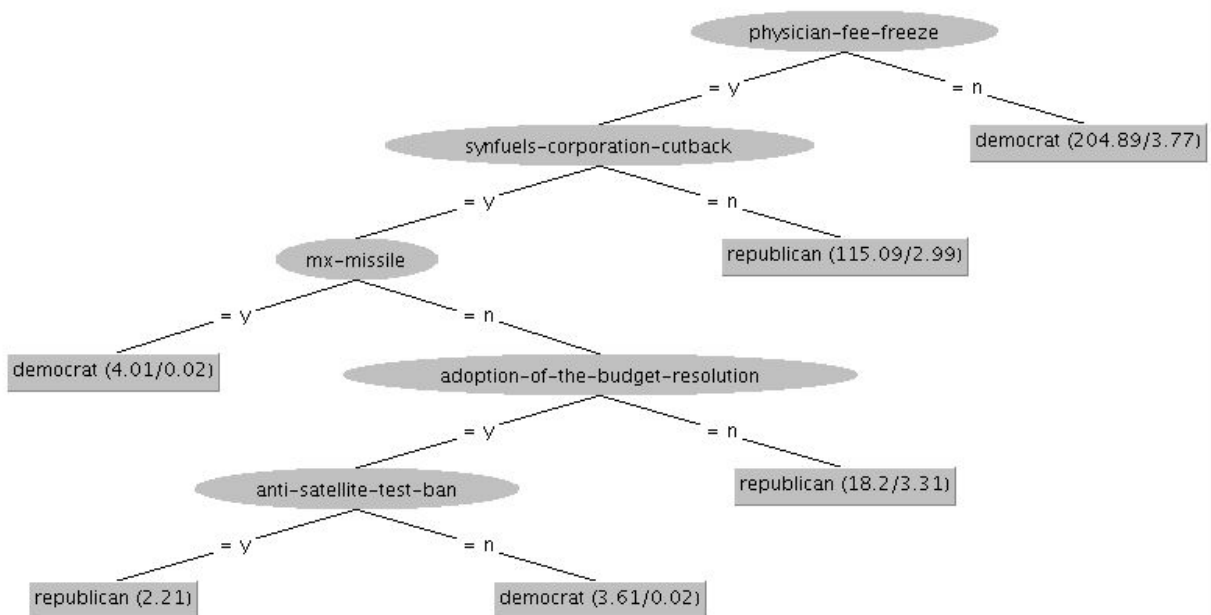 physician-fee-freeze
= y
= n
synfuels-corporation-cutback
democrat (204.89/3.77)
= y
= n
mx-missile
republican (115.09/2.99)
= y
= n
democrat (4.01/0.02)
adoption-of-the-budget-resolution
= y
= n
anti-satellite-test-ban
republican (18.2/3.31)
= y
= n
republican (2.21)
democrat (3.61/0.02)